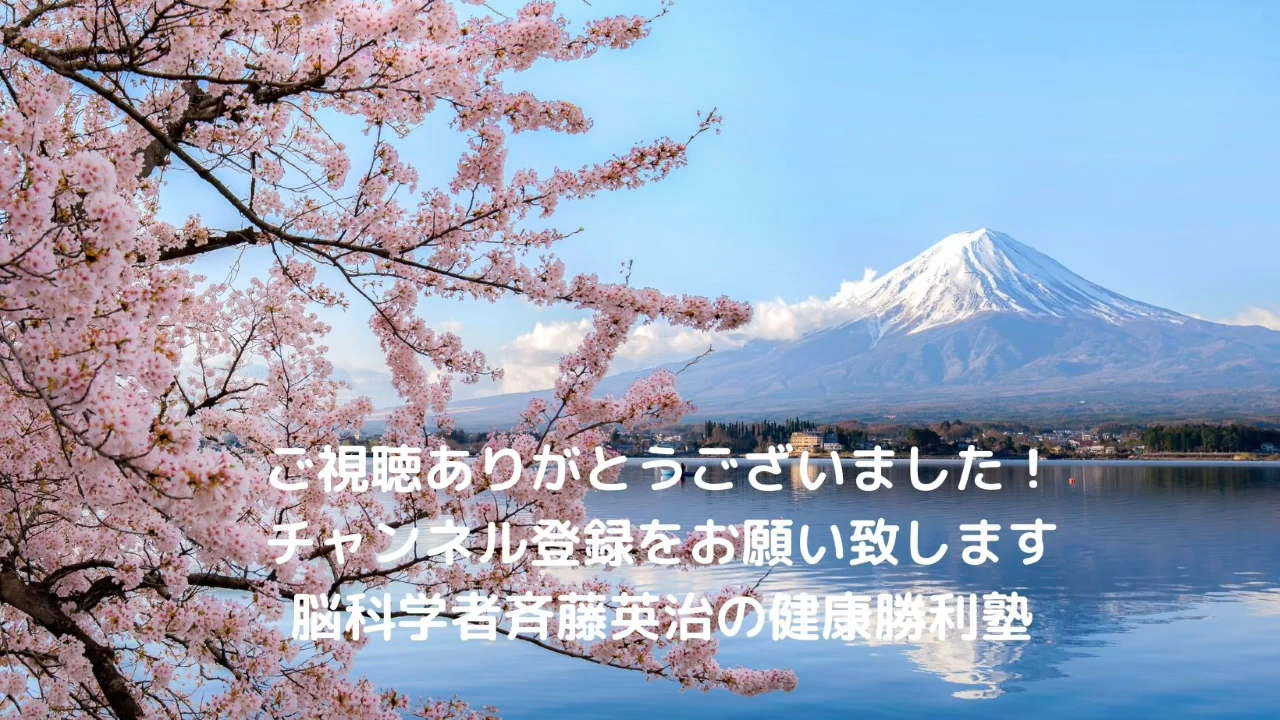 ご視聴ありがとうございました！
チャンネル登録をお願い致します
脳科学者斉藤英治の健康勝利塾